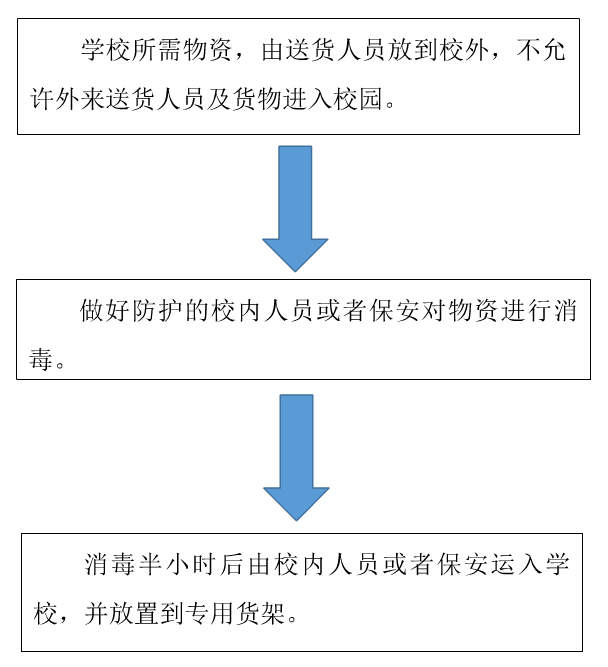 学校所需物资，由送货人员放到校外，不允
许外来送货人员及货物进入校园。
做好防护的校内人员或者保安对物资进行消
毒。
消毒半小时后由校内人员或者保安运入学
校，并放置到专用货架。